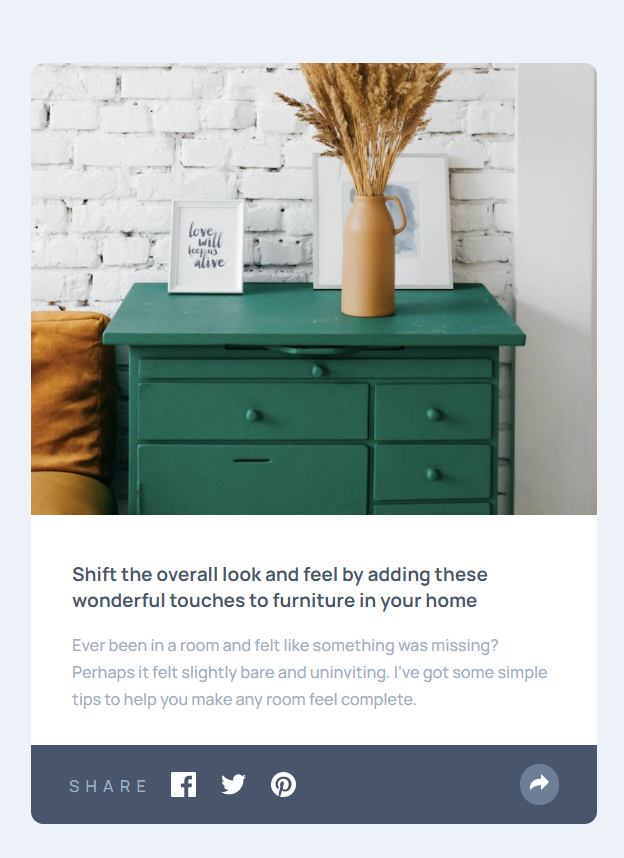 love
will
keep us
alive
Shift the overall look and feel by adding these
wonderful touches to furniture in your home
Ever been in a room and felt like something was missing?
Perhaps it felt slightly bare and uninviting. I've got some simple
tips to help you make any room feel complete.
SHARE